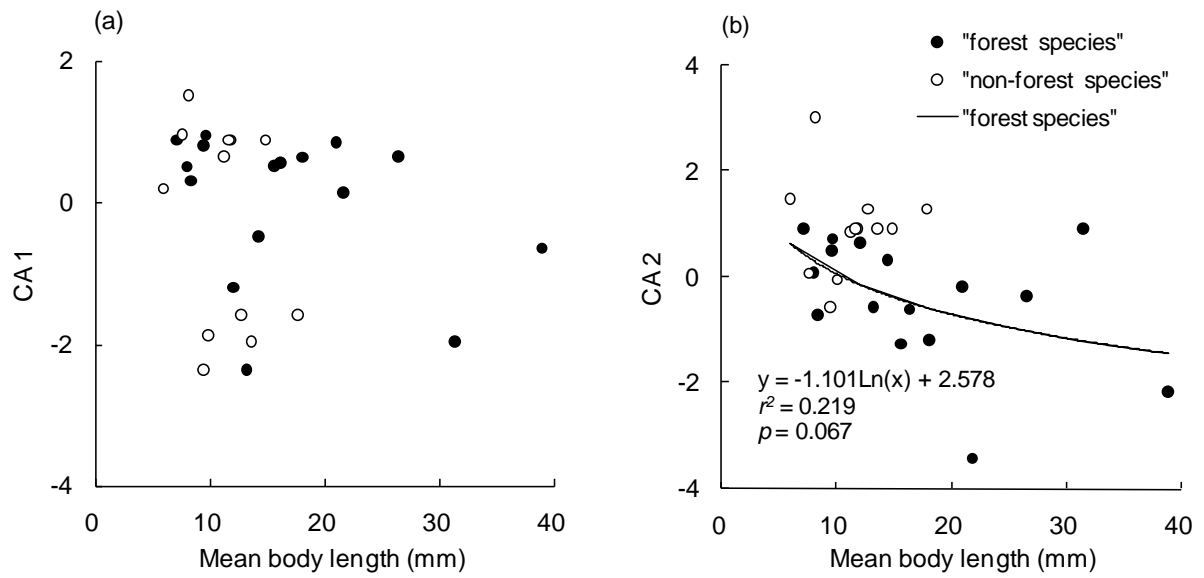 (a)
2
0
-2
-4
CA 1
0 10 20 30 40
Mean body length (mm)
(b)
"forest species"
"non-forest species"
"forest species"
4
2
0
-2
-4
CA 2
y = -1.101Ln(x) + 2.578
r² = 0.219
p = 0.067
0 10 20 30 40
Mean body length (mm)